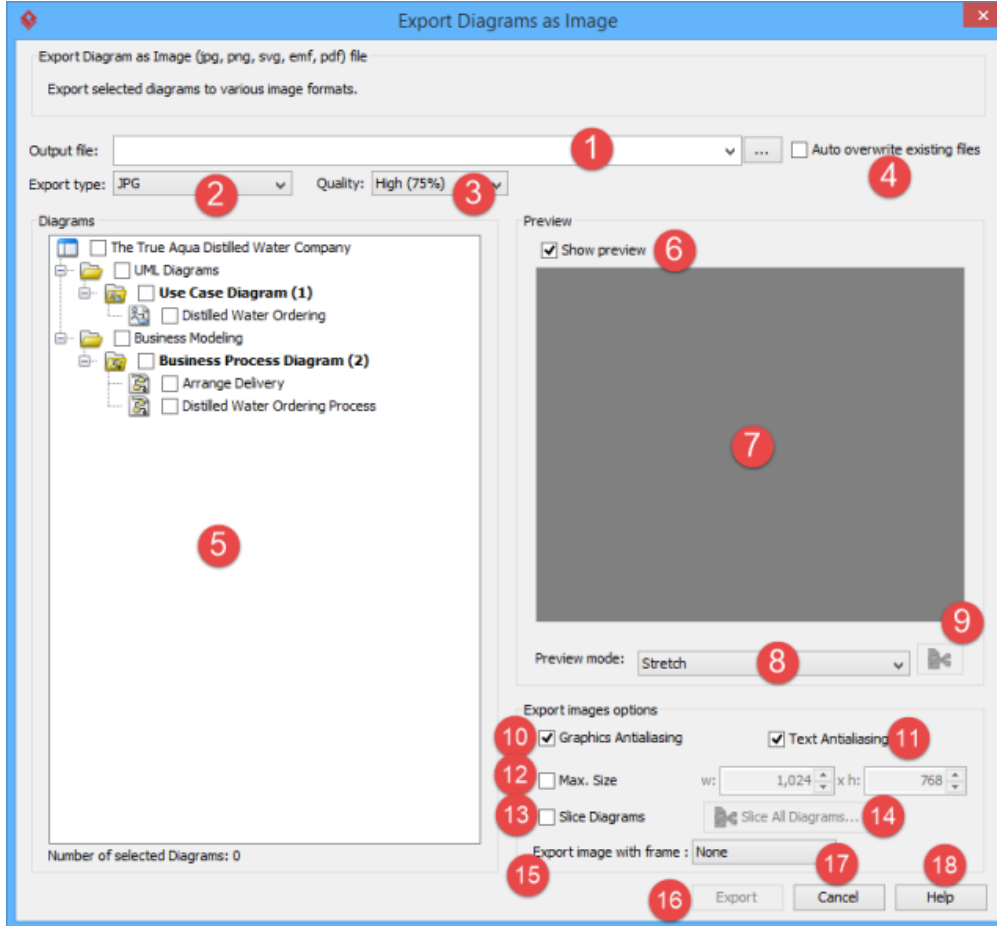 Export Diagrams as Image
Export Diagram as Image (jpg, png, svg, emf, pdf) file
Export selected diagrams to various image formats.
Output file: 1 ... Auto overwrite existing files
4
Export type: JPG 2 Quality: High (75%) 3
Diagrams
The True Aqua Distilled Water Company
UML Diagrams
Use Case Diagram (1)
Distilled Water Ordering
Business Modeling
Business Process Diagram (2)
Arrange Delivery
Distilled Water Ordering Process
5
Number of selected Diagrams: 0
Preview
Show preview 6
7
9
Preview mode: Stretch 8
Export images options
10 Graphics Antialiasing Text Antialiasing 11
12 Max. Size w: 1,024 x h: 768
13 Slice Diagrams Slice All Diagrams... 14
15 Export image with frame : None
16 Export 17 Cancel 18 Help